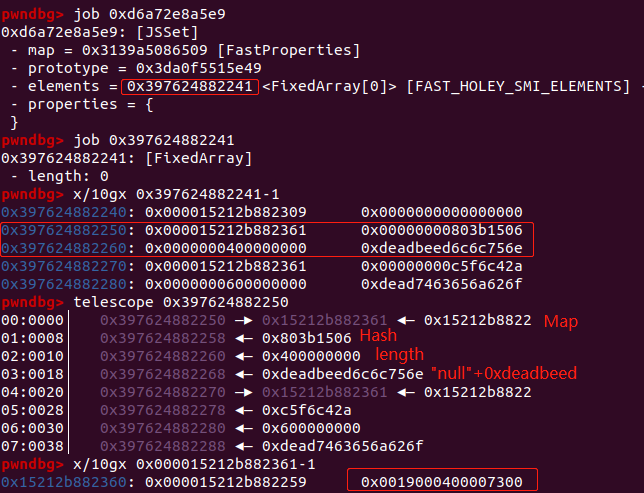 pwndbg> job 0xd6a72e8a5e9
0xd6a72e8a5e9: [JSSet]
- map = 0x3139a5086509 [FastProperties]
- prototype = 0x3da0f5515e49
- elements = 0x397624882241 <FixedArray[0]> [FAST_HOLEY_SMI_ELEMENTS]
- properties = {
}
pwndbg> job 0x397624882241
0x397624882241: [FixedArray]
- length: 0
pwndbg> x/10gx 0x397624882241-1
0x397624882240: 0x000015212b882309 0x0000000000000000
0x397624882250: 0x000015212b882361 0x00000000803b1506
0x397624882260: 0x0000000400000000 0xdeadbeed6c6c756e
0x397624882270: 0x000015212b882361 0x00000000c5f6c42a
0x397624882280: 0x0000000600000000 0xdead7463656a626f
pwndbg> telescope 0x397624882250
00:0000│ 0x397624882250 —▸ 0x15212b882361 ◂— 0x15212b8822 Map
01:0008│ 0x397624882258 ◂— 0x803b1506 Hash
02:0010│ 0x397624882260 ◂— 0x400000000 length
03:0018│ 0x397624882268 ◂— 0xdeadbeed6c6c756e "null"+0xdeadbeed
04:0020│ 0x397624882270 —▸ 0x15212b882361 ◂— 0x15212b8822
05:0028│ 0x397624882278 ◂— 0xc5f6c42a
06:0030│ 0x397624882280 ◂— 0x600000000
07:0038│ 0x397624882288 ◂— 0xdead7463656a626f
pwndbg> x/10gx 0x000015212b882361-1
0x15212b882360: 0x000015212b882259 0x0019000400007300